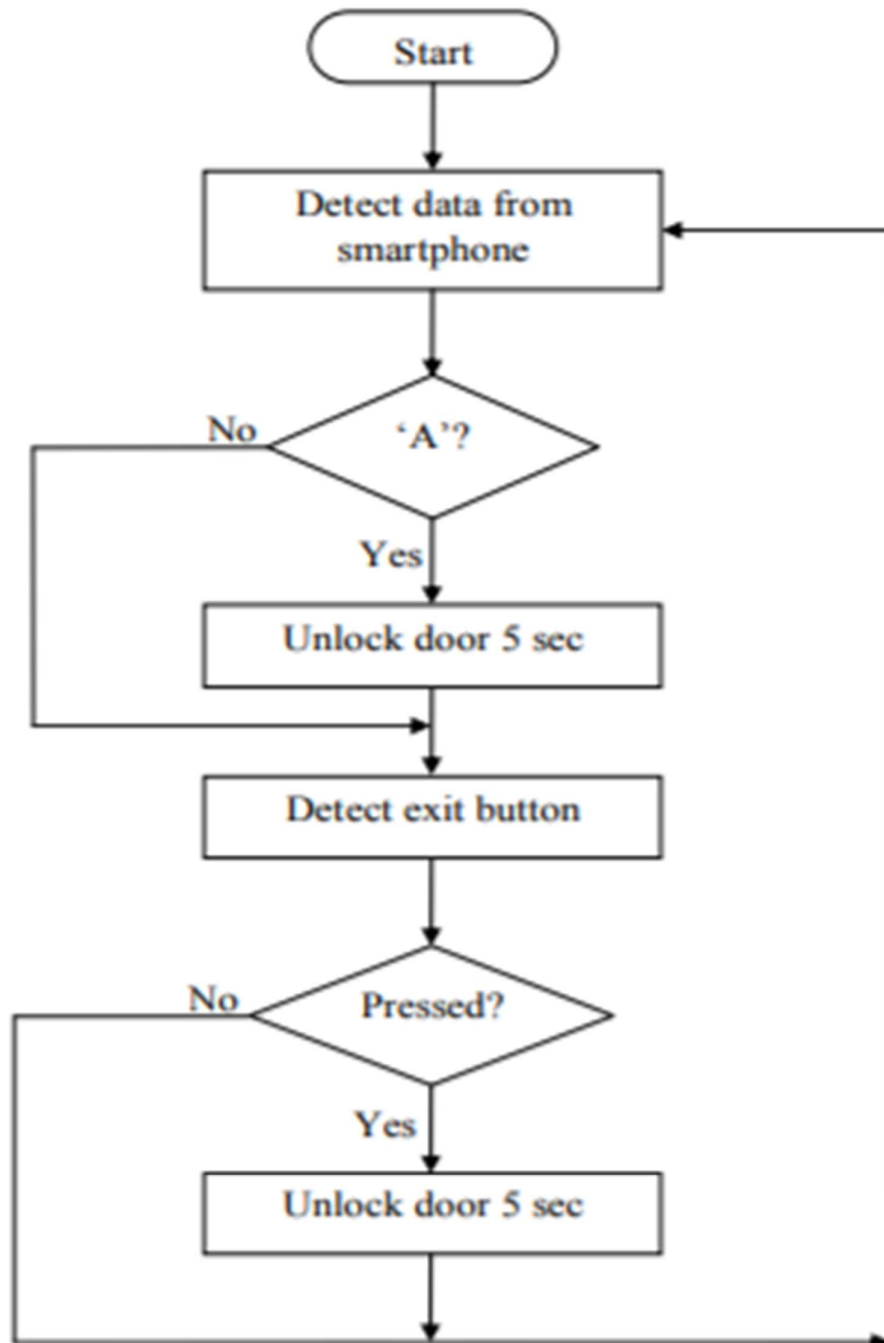 Start
Detect data from
smartphone
No
‘A’?
Yes
Unlock door 5 sec
Detect exit button
No
Pressed?
Yes
Unlock door 5 sec